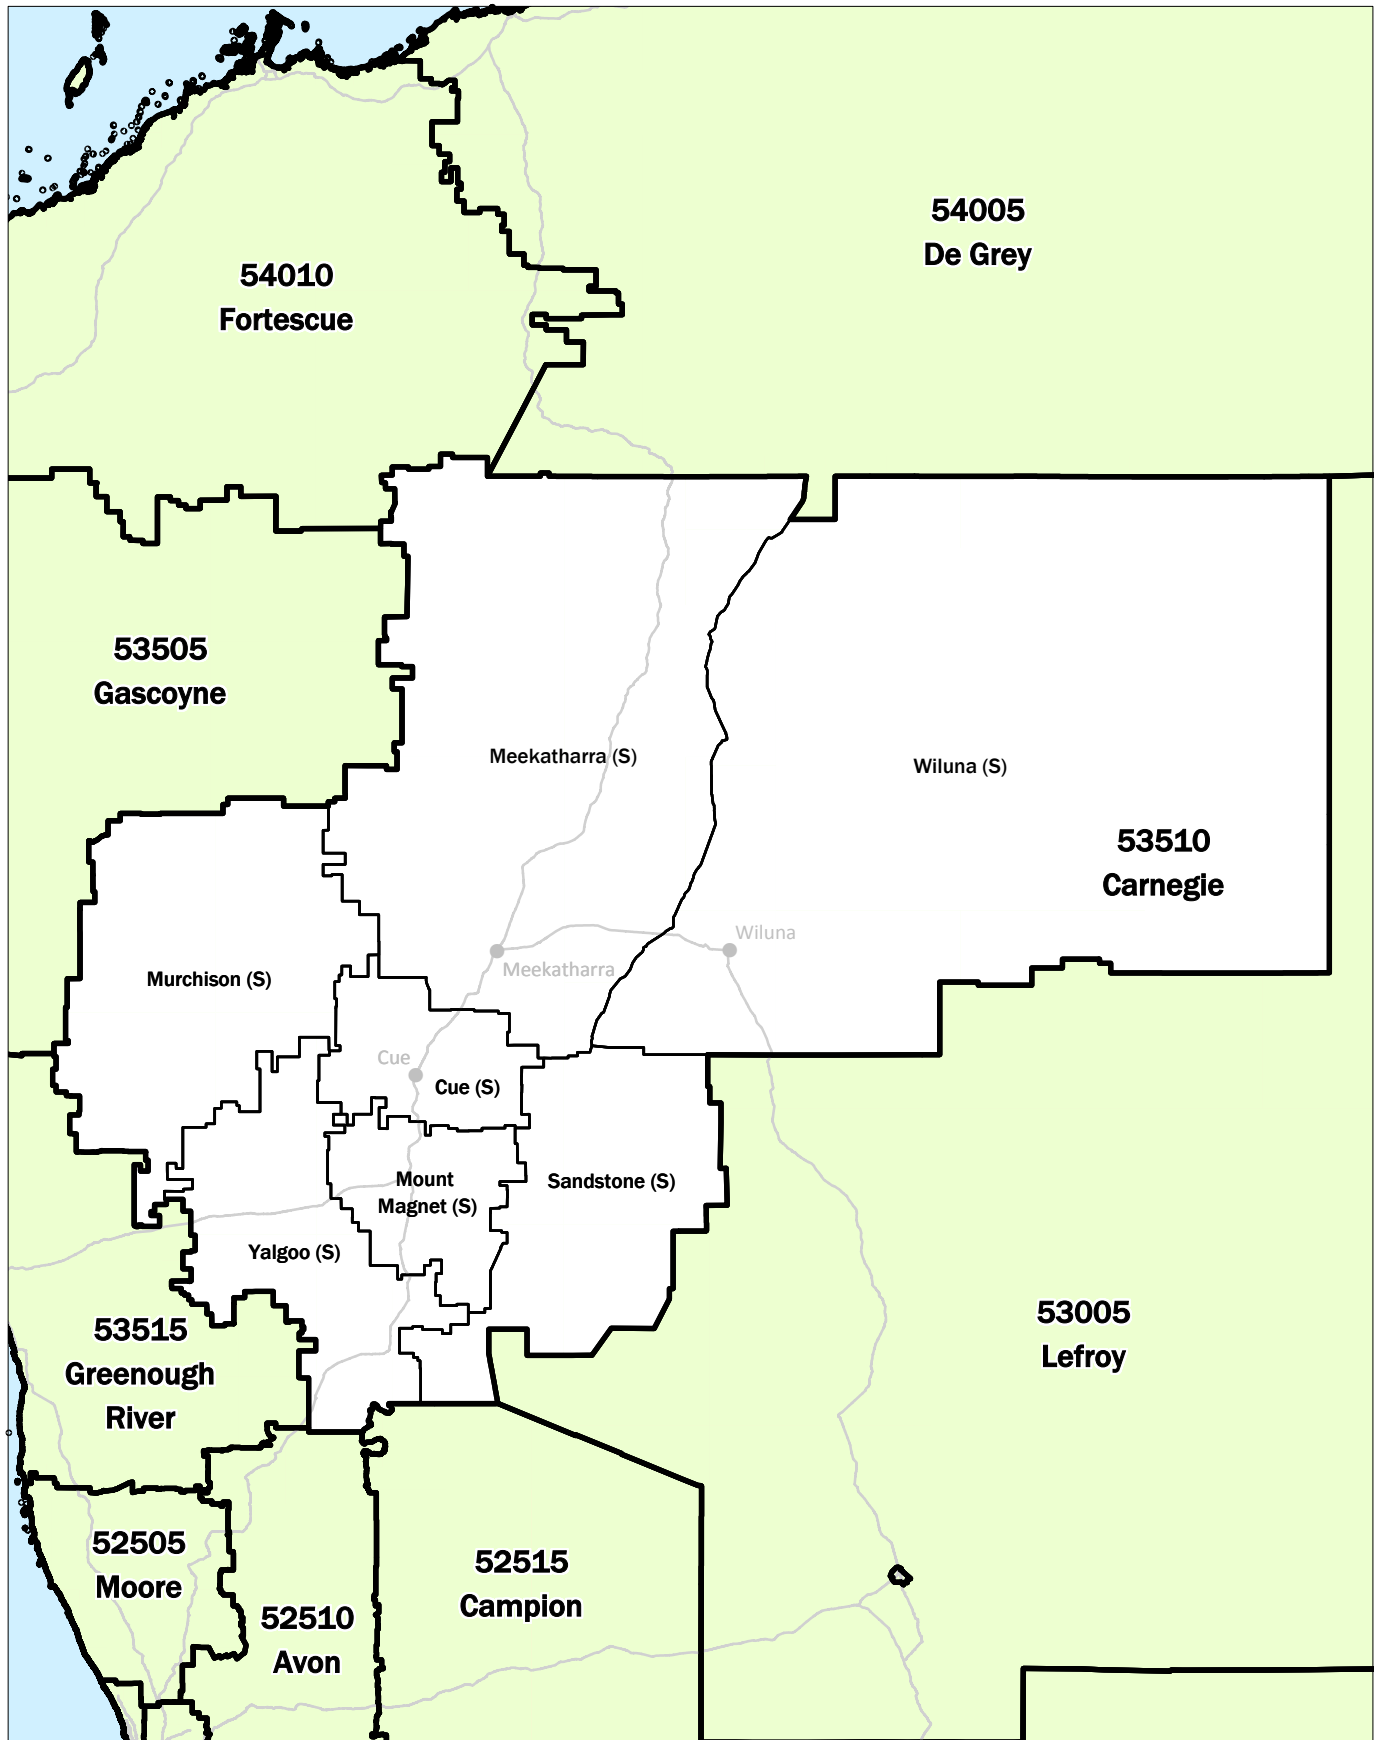 54005
De Grey
54010
Fortescue
53505
Gascoyne
Meekatharra (S)
Wiluna (S)
53510
Carnegie
Wiluna
Meekatharra
Murchison (S)
Cue
Cue (S)
Mount
Magnet (S)
Sandstone (S)
Yalgoo (S)
53515
Greenough
River
53005
Lefroy
52505
Moore
52515
Campion
52510
Avon